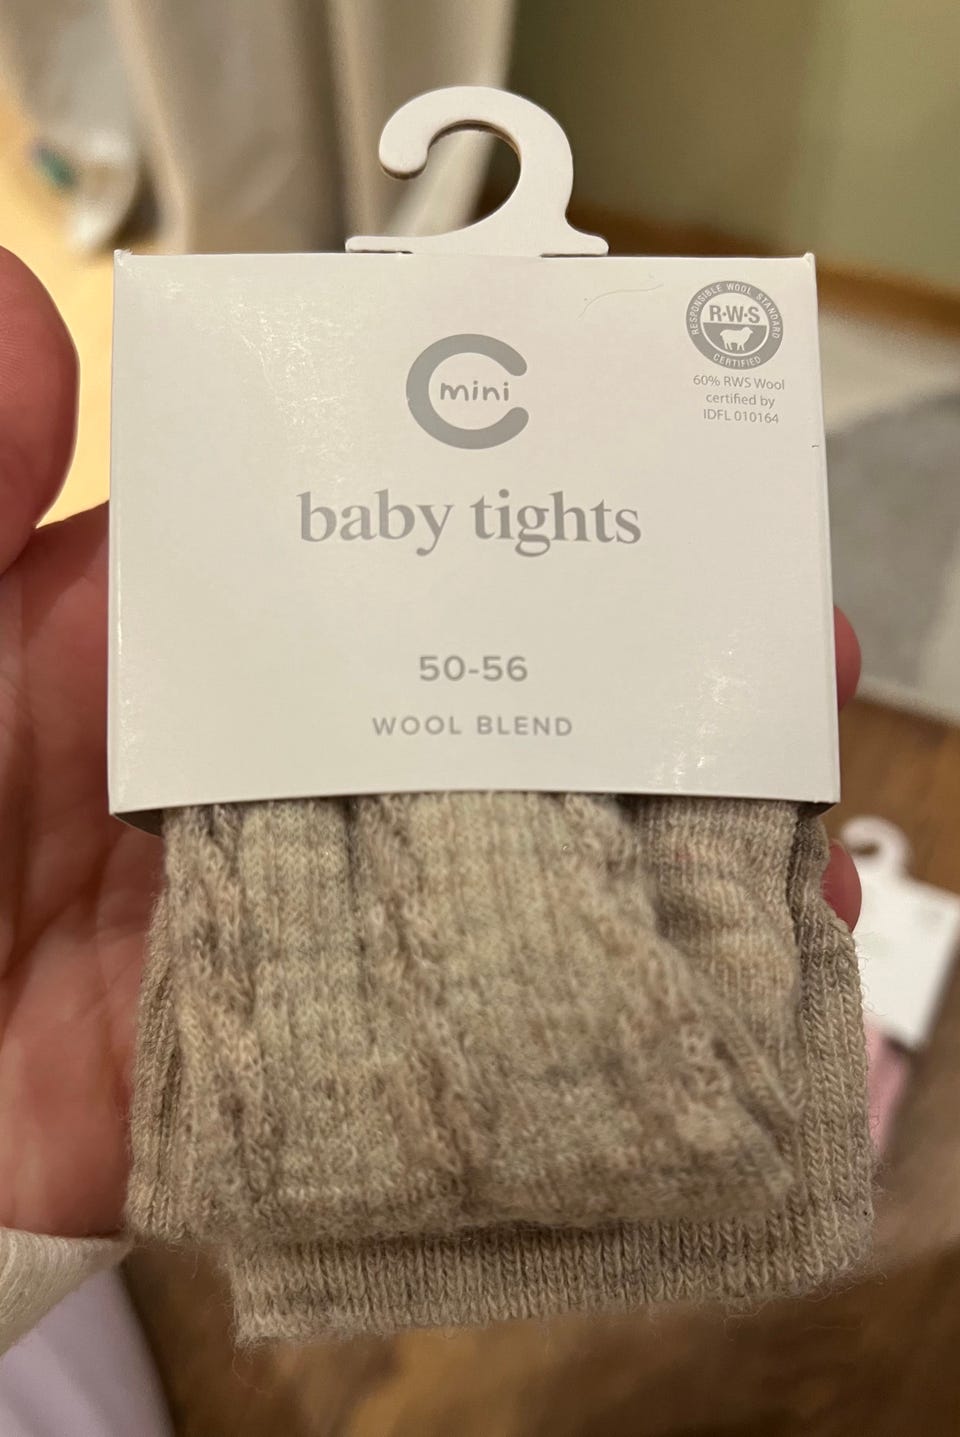 RESPONSIBLE WOOL STANDARD
R·W·S
CERTIFIED
60% RWS Wool
certified by
IDFL 010164
mini
baby tights
50-56
WOOL BLEND